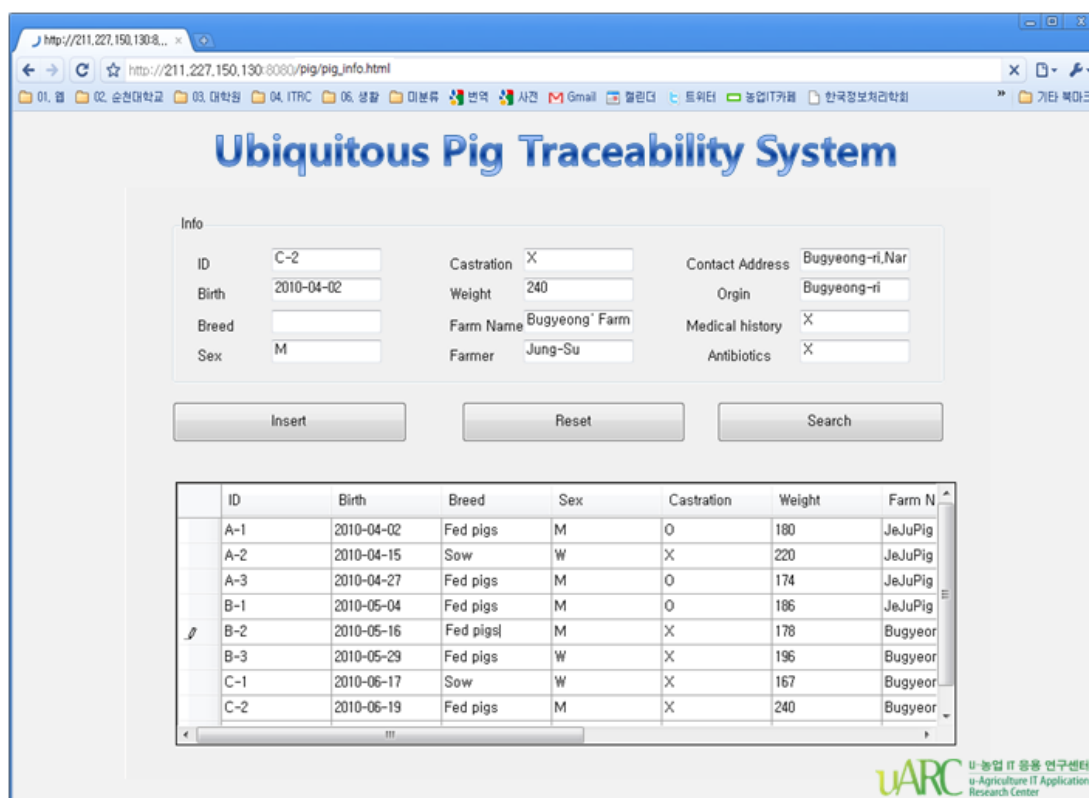 http://211,227,150,130:8,,,
http://211,227,150,130:8080/pig/pig_info.html
01, 웹 02, 순천대학교 03, 대학원 04, ITRC 06, 생활 미분류 번역 사전 Gmail 캘린더 트위터 농업IT카페 한국정보처리학회 » 기타 북마크
Ubiquitous Pig Traceability System
Info
ID C-2 Castration X Contact Address Bugyeong-ri,Nar
Birth 2010-04-02 Weight 240 Orgin Bugyeong-ri
Breed Farm Name Bugyeong' Farm Medical history X
Sex M Farmer Jung-Su Antibiotics X
Insert Reset Search
ID Birth Breed Sex Castration Weight Farm N
A-1 2010-04-02 Fed pigs M O 180 JeJuPig
A-2 2010-04-15 Sow W X 220 JeJuPig
A-3 2010-04-27 Fed pigs M O 174 JeJuPig
B-1 2010-05-04 Fed pigs M O 186 JeJuPig
B-2 2010-05-16 Fed pigs M X 178 Bugyeor
B-3 2010-05-29 Fed pigs W X 196 Bugyeor
C-1 2010-06-17 Sow W X 167 Bugyeor
C-2 2010-06-19 Fed pigs M X 240 Bugyeor
uARC
u-농업 IT 응용 연구센터
u-Agriculture IT Application
Research Center